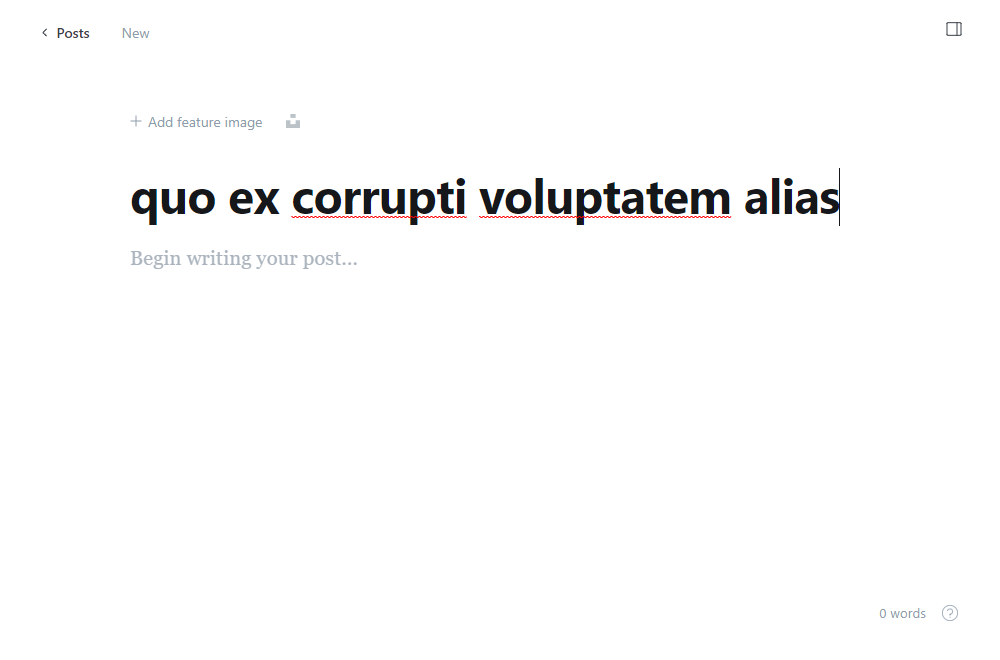 Posts New
Add feature image
quo ex corrupti voluptatem alias
Begin writing your post...
0 words